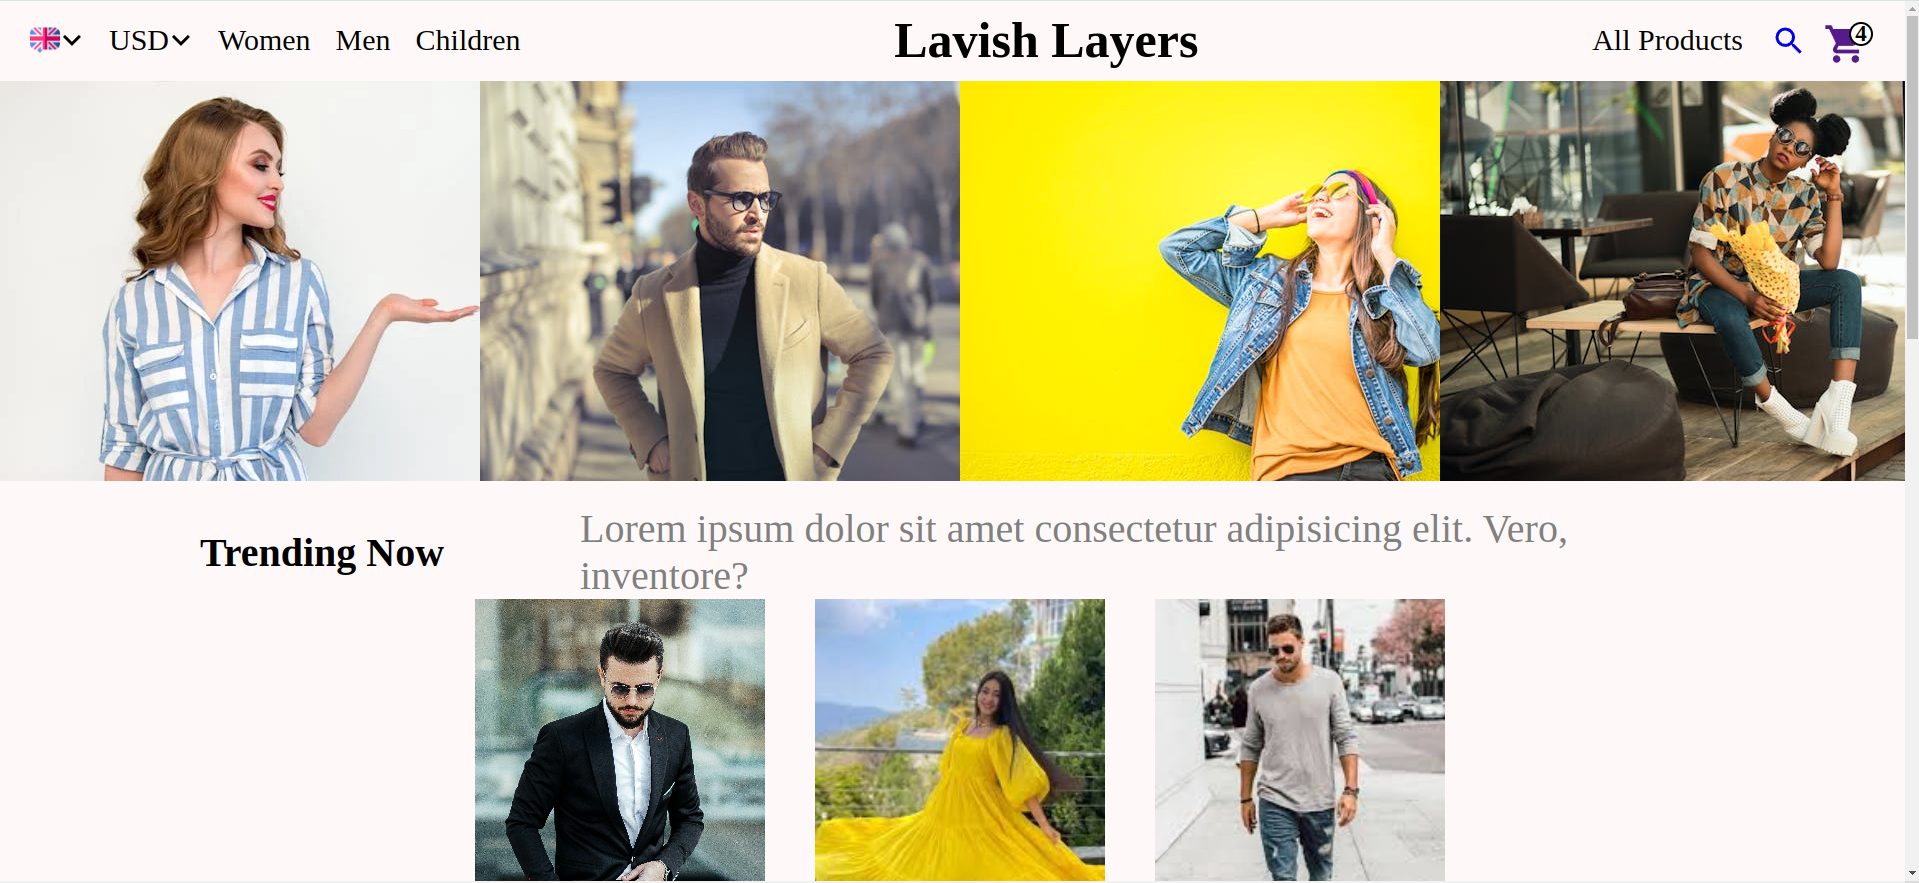 USD Women Men Children Lavish Layers All Products 4
Trending Now
Lorem ipsum dolor sit amet consectetur adipisicing elit. Vero,
inventore?